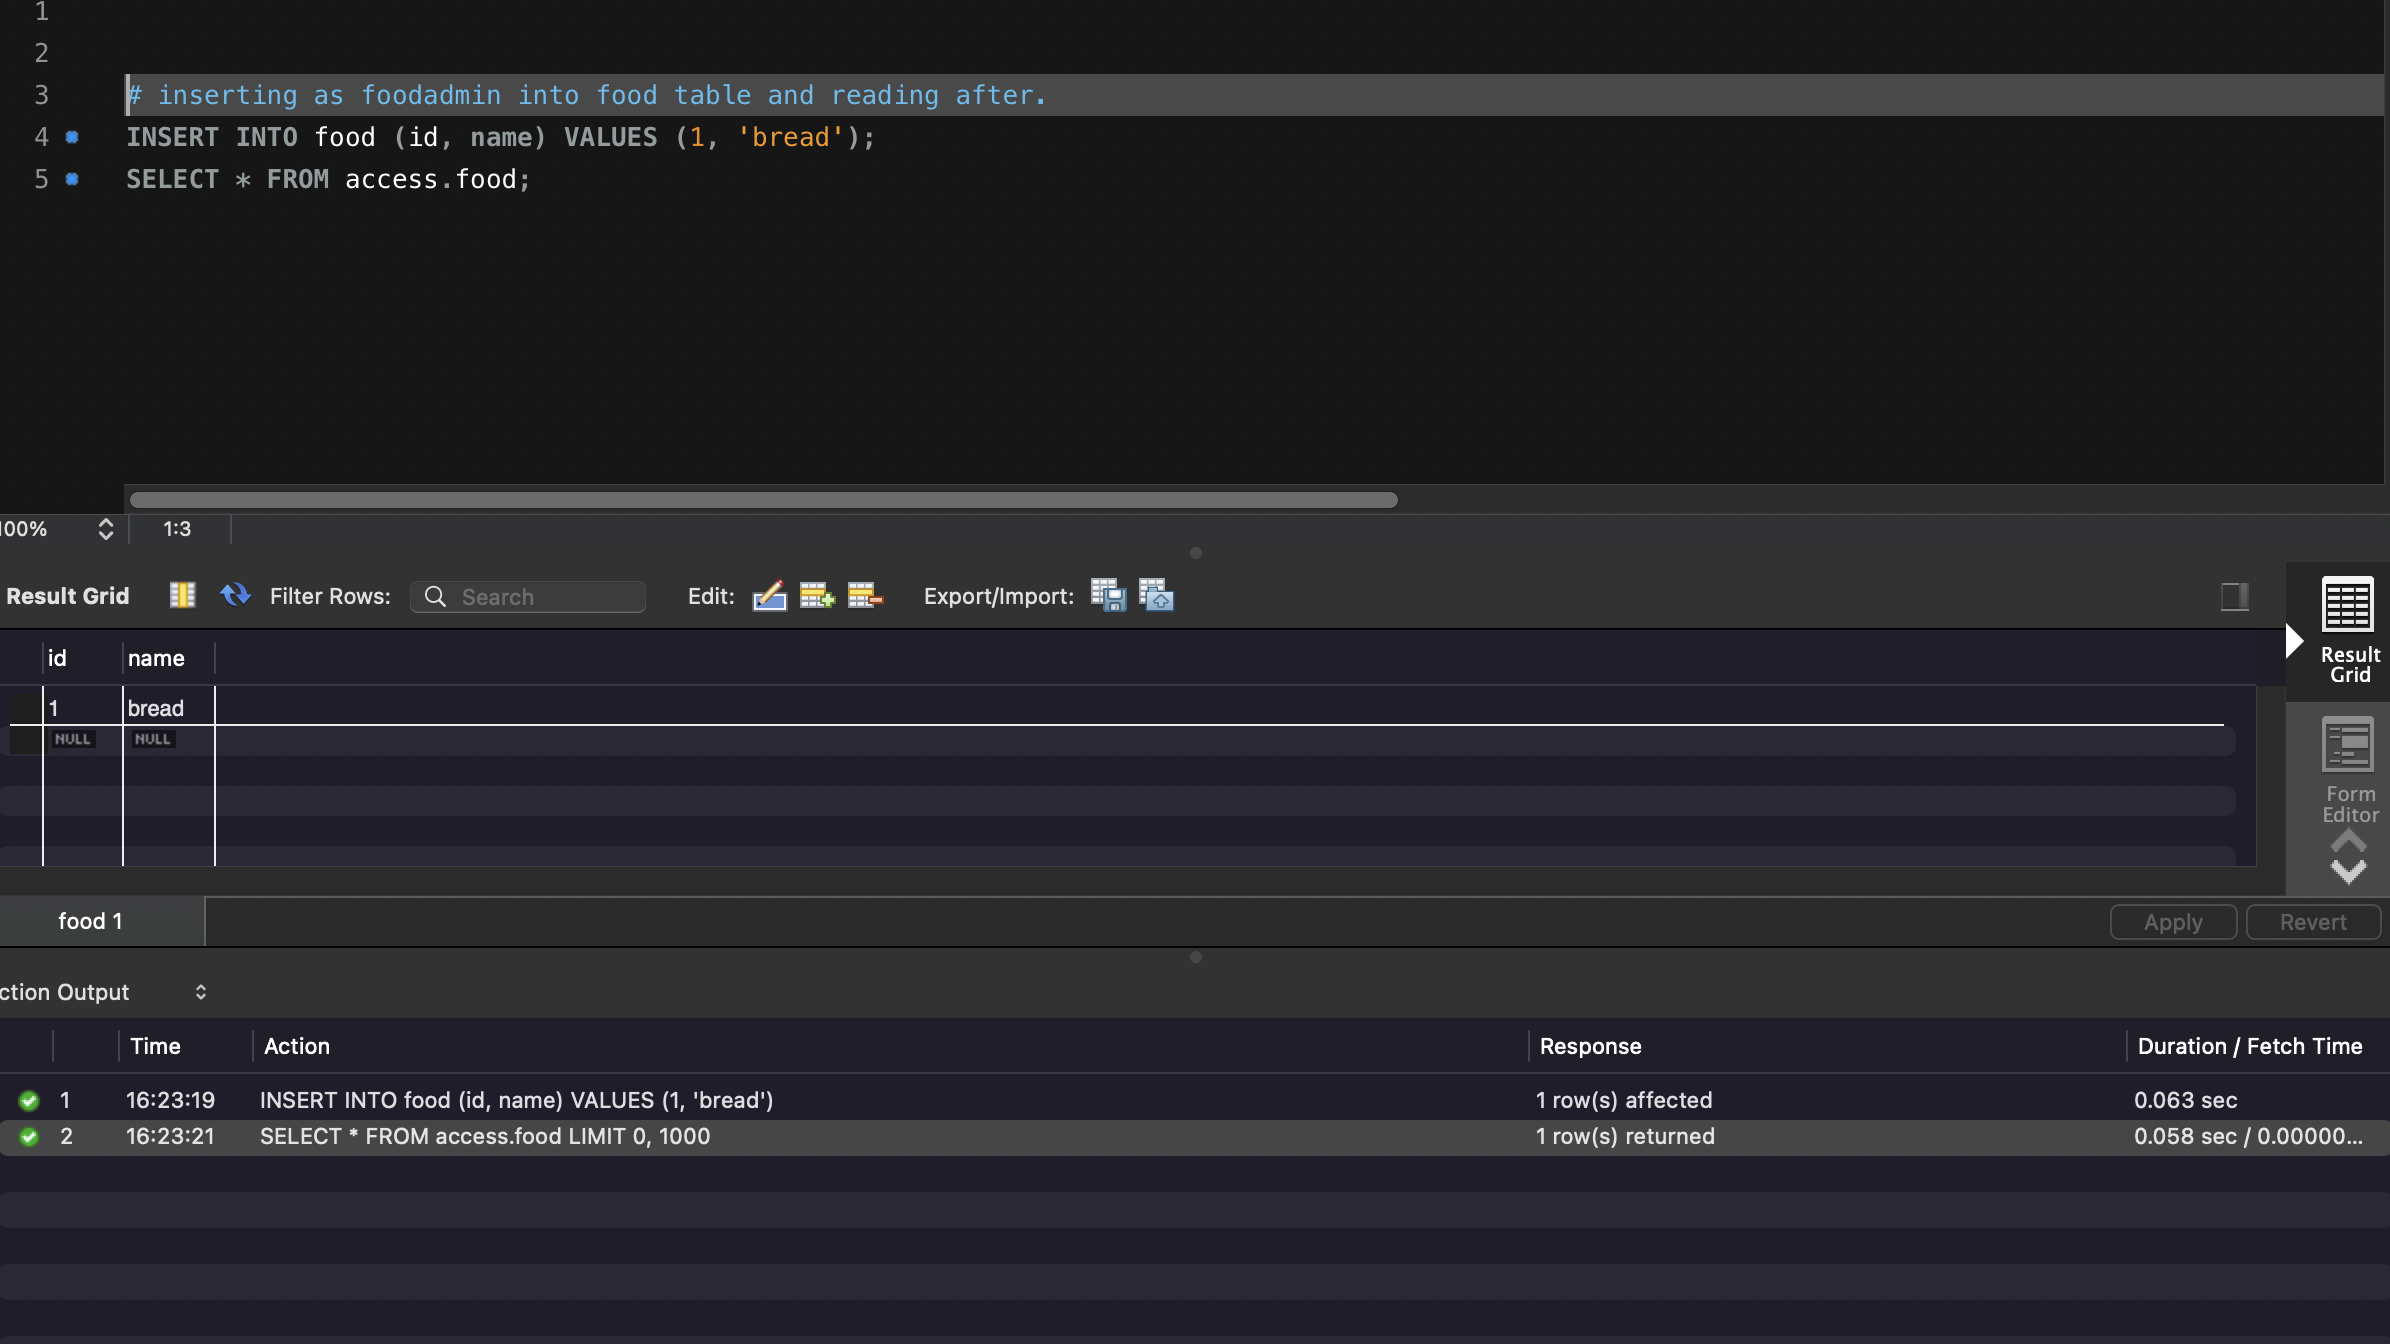 1
2
3 # inserting as foodadmin into food table and reading after.
4 INSERT INTO food (id, name) VALUES (1, 'bread');
5 SELECT * FROM access.food;
100% 1:3
Result Grid Filter Rows: Search Edit: Export/Import:
id name
1 bread
NULL NULL
Result
Grid
Form
Editor
food 1 Apply Revert
ction Output
Time Action Response Duration / Fetch Time
1 16:23:19 INSERT INTO food (id, name) VALUES (1, 'bread') 1 row(s) affected 0.063 sec
2 16:23:21 SELECT * FROM access.food LIMIT 0, 1000 1 row(s) returned 0.058 sec / 0.00000...